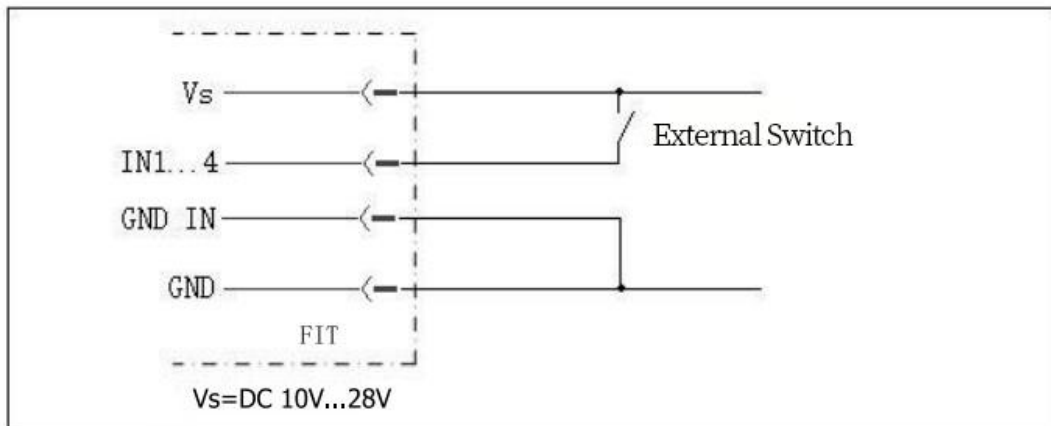 Vs
External Switch
IN1...4
GND IN
GND
FIT
Vs=DC 10V...28V